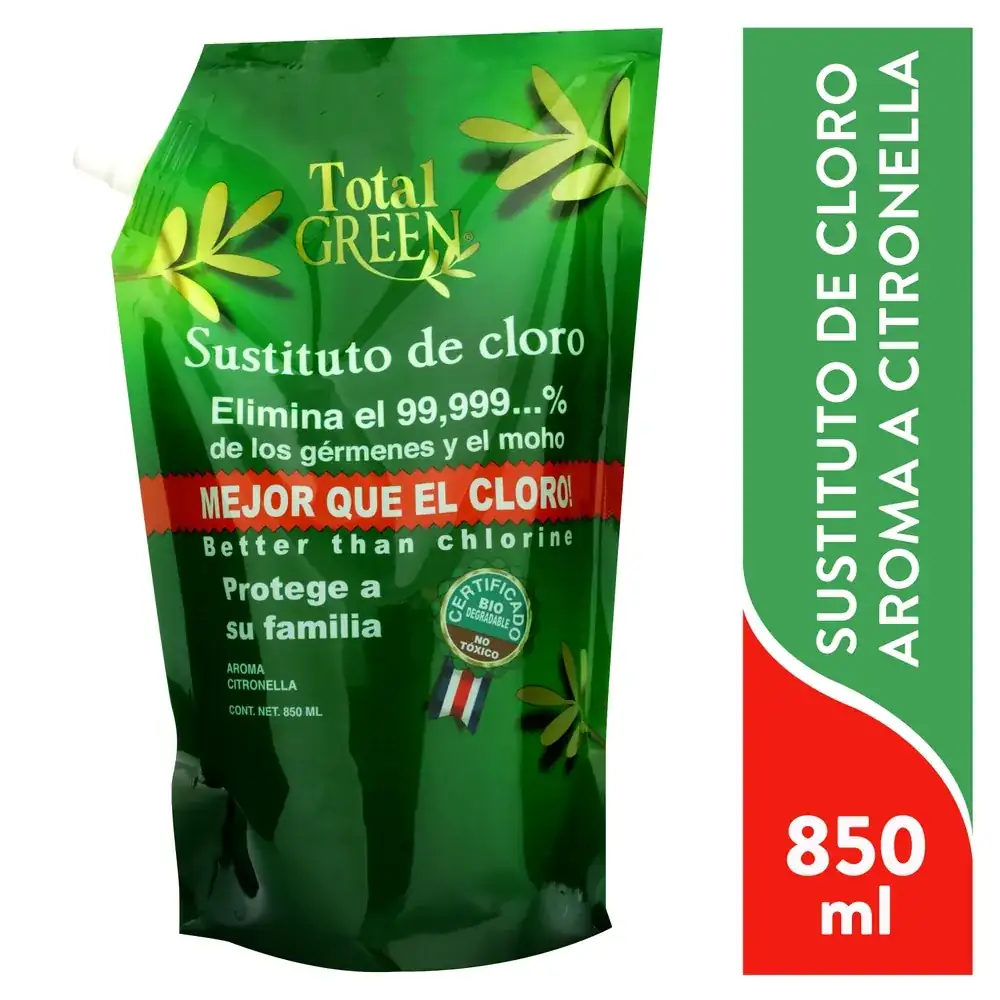 Total
GREEN®
Sustituto de cloro
Elimina el 99,999...%
de los gérmenes y el moho
MEJOR QUE EL CLORO!
Better than chlorine
Protege a
su familia
AROMA
CITRONELLA
CONT. NET. 850 ML
CERTIFICADO
BIO
DEGRADABLE
NO
TÓXICO
SUSTITUTO DE CLORO
AROMA A CITRONELLA
850
ml